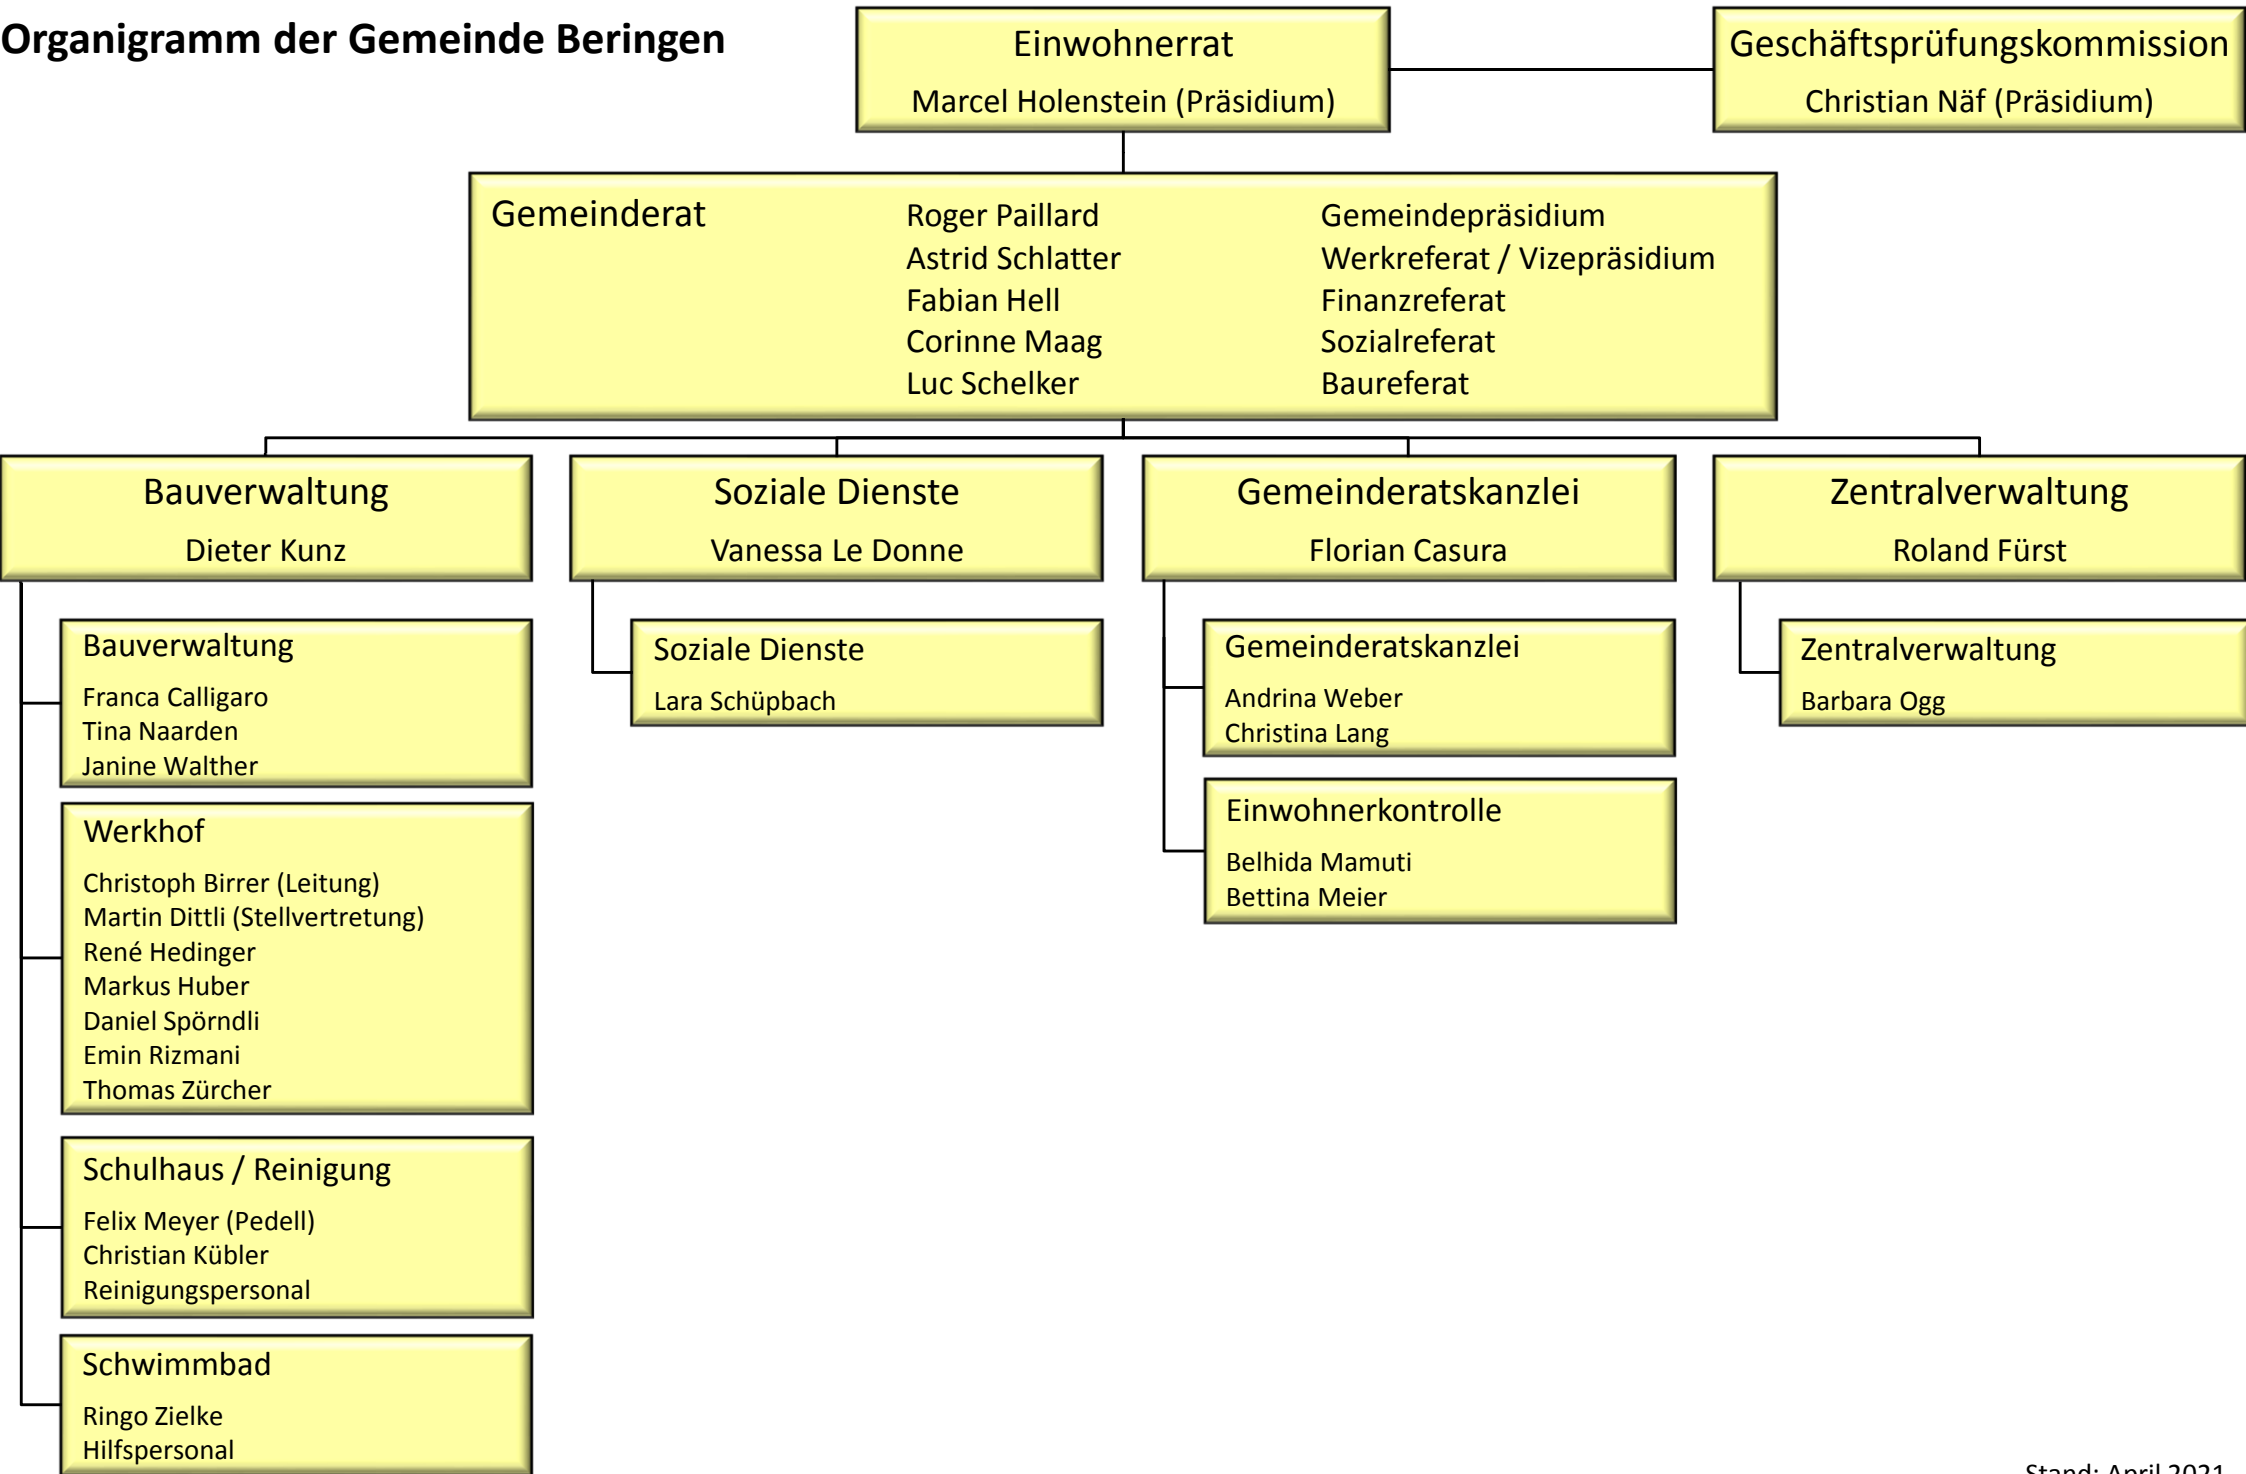 Organigramm der Gemeinde Beringen
Einwohnerrat
Marcel Holenstein (Präsidium)
Geschäftsprüfungskommission
Christian Näf (Präsidium)
Gemeinderat
Roger Paillard Gemeindepräsidium
Astrid Schlatter Werkreferat / Vizepräsidium
Fabian Hell Finanzreferat
Corinne Maag Sozialreferat
Luc Schelker Baureferat
Bauverwaltung
Dieter Kunz
Soziale Dienste
Vanessa Le Donne
Gemeinderatskanzlei
Florian Casura
Zentralverwaltung
Roland Fürst
Bauverwaltung
Franca Calligaro
Tina Naarden
Janine Walther
Werkhof
Christoph Birrer (Leitung)
Martin Dittli (Stellvertretung)
René Hedinger
Markus Huber
Daniel Spörndli
Emin Rizmani
Thomas Zürcher
Schulhaus / Reinigung
Felix Meyer (Pedell)
Christian Kübler
Reinigungspersonal
Schwimmbad
Ringo Zielke
Hilfspersonal
Soziale Dienste
Lara Schüpbach
Gemeinderatskanzlei
Andrina Weber
Christina Lang
Einwohnerkontrolle
Belhida Mamuti
Bettina Meier
Zentralverwaltung
Barbara Ogg
Stand: April 2021